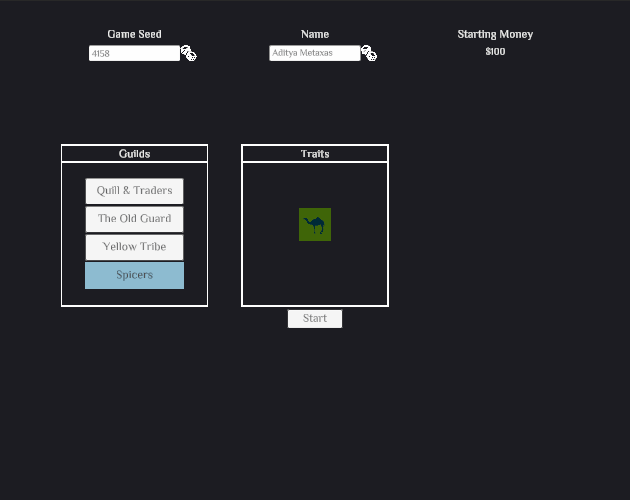 Game Seed
Name
Starting Money
4158
Aditya Metaxas
$100
Guilds
Traits
Quill & Traders
The Old Guard
Yellow Tribe
Spicers
Start